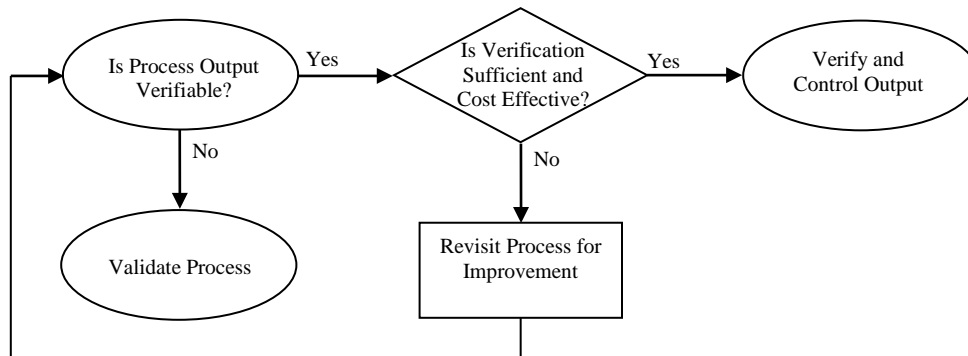 Is Process Output
Verifiable?
Yes
Is Verification
Sufficient and
Cost Effective?
Yes
Verify and
Control Output
No
No
Validate Process
Revisit Process for
Improvement